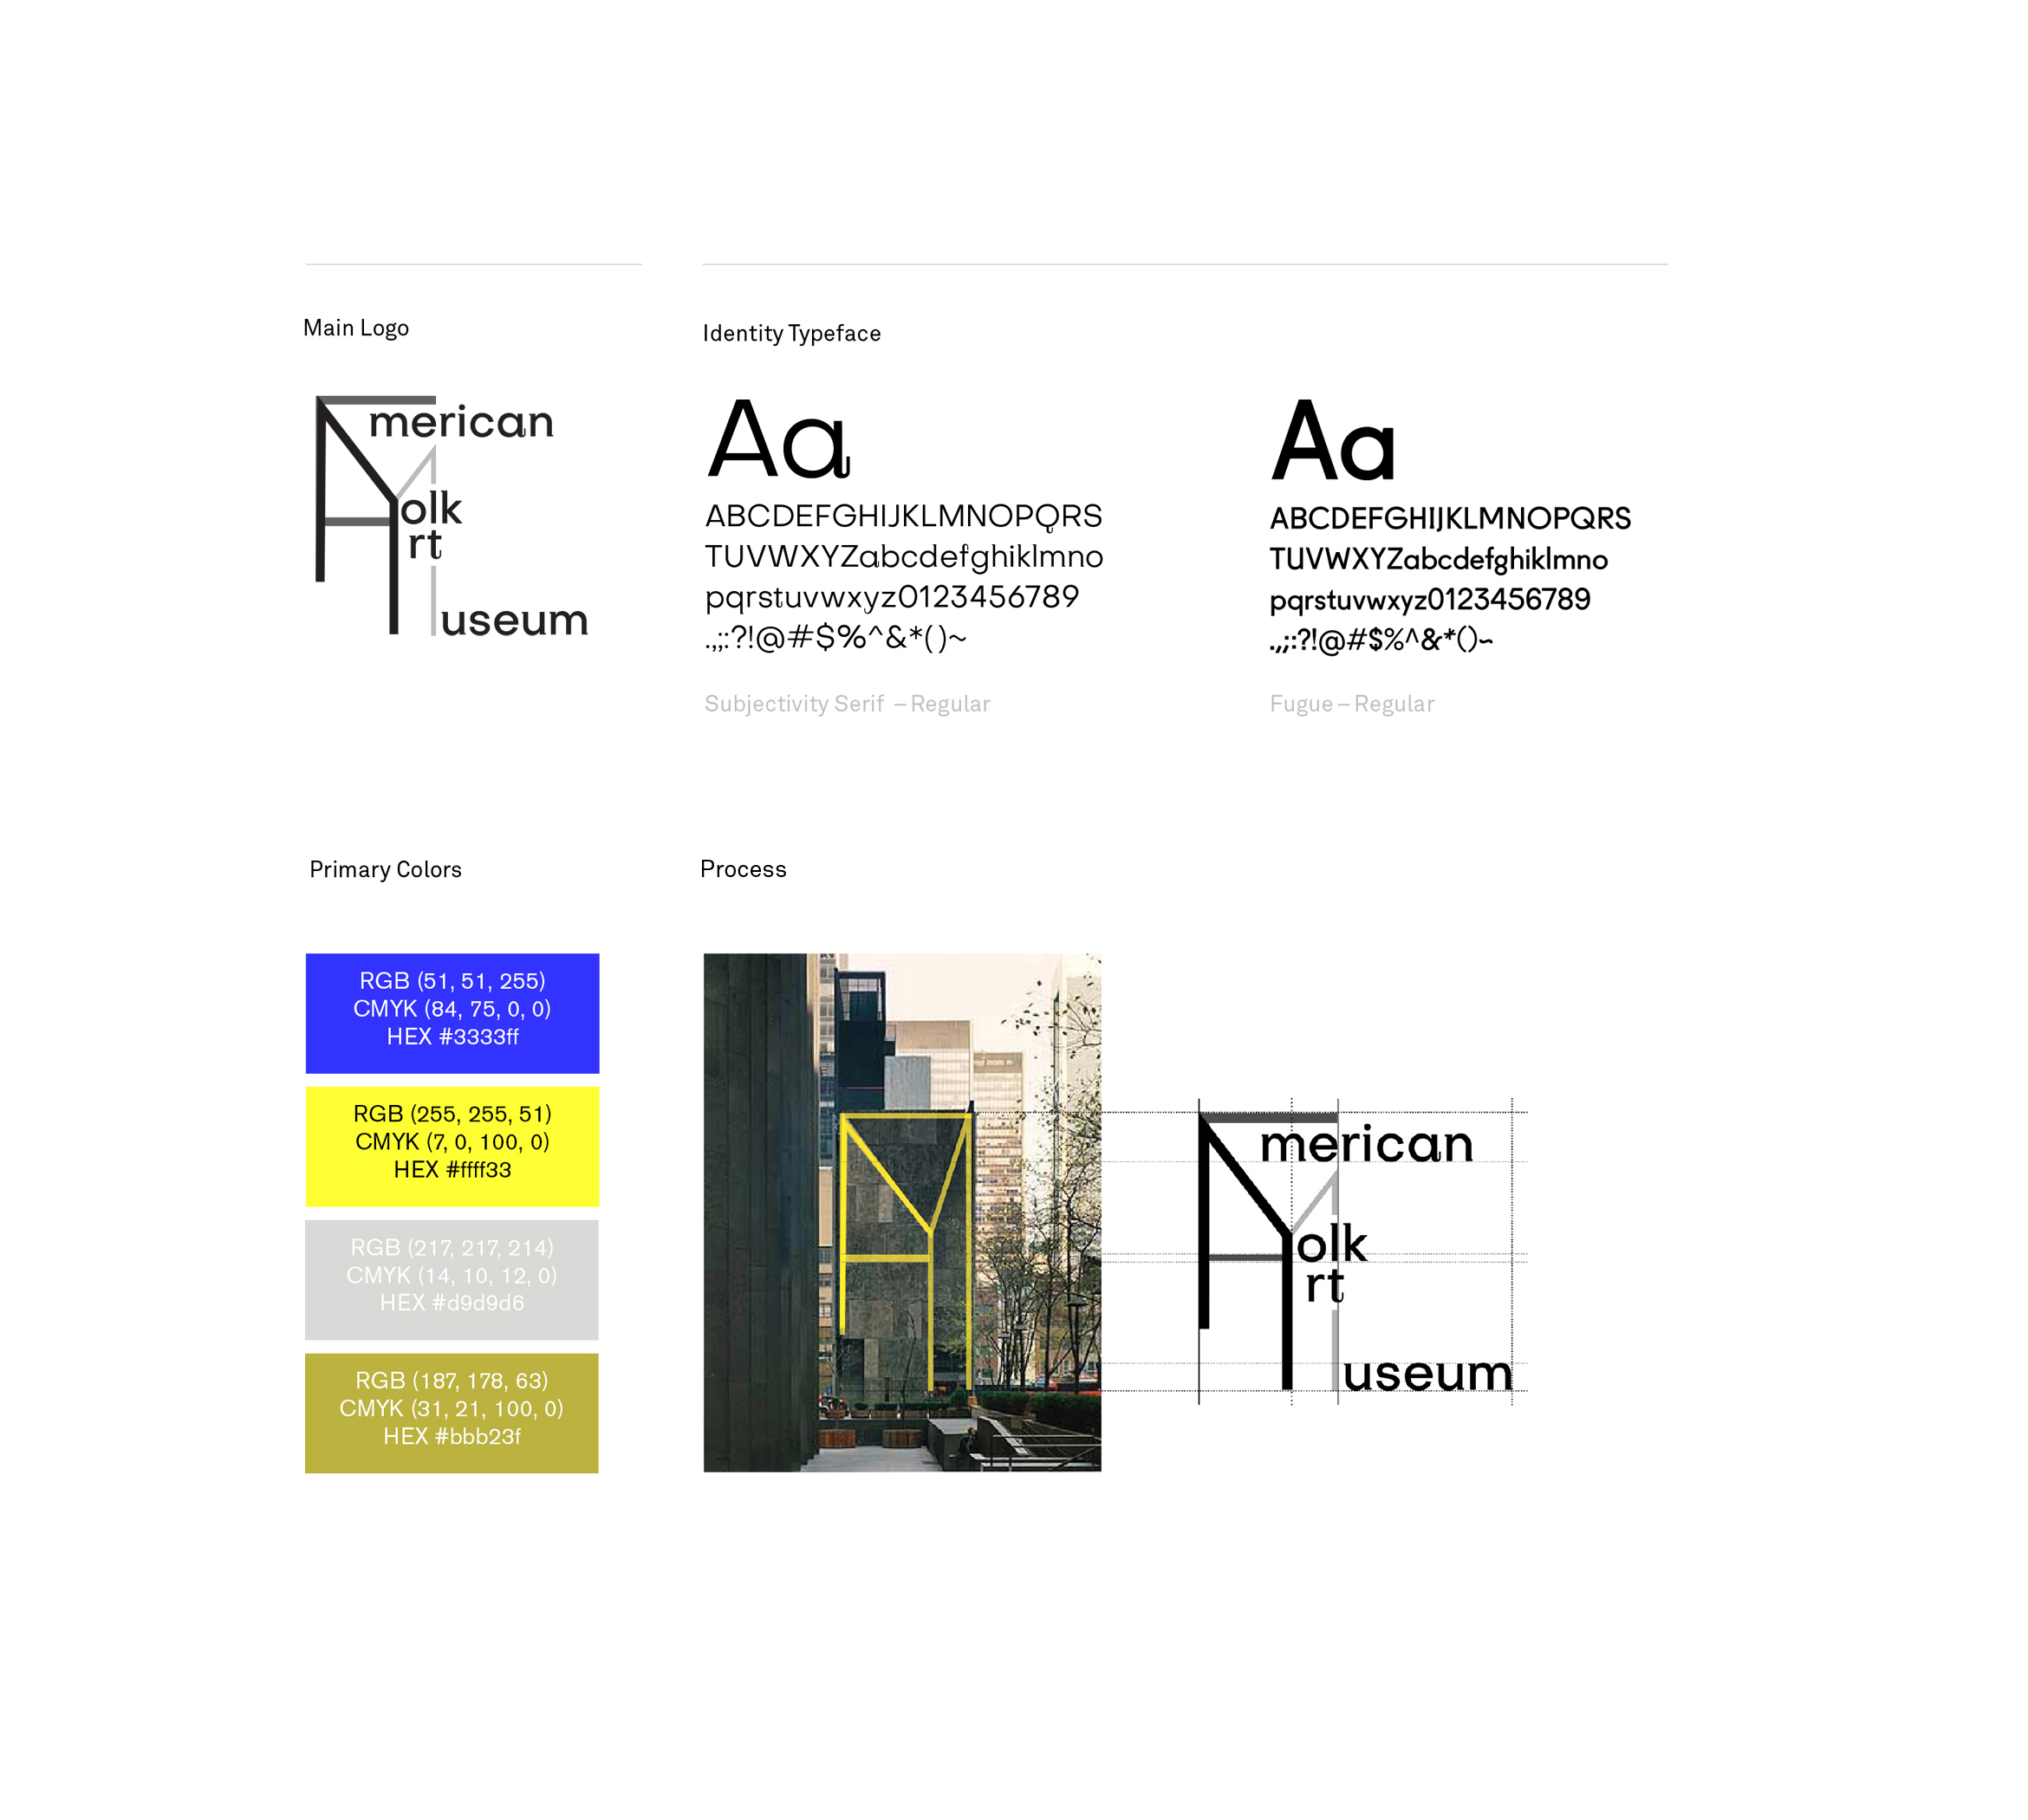 Main Logo
merican
olk
rt
useum
Identity Typeface
Aa
ABCDEFGHIJKLMNOPQRS
TUVWXYZabcdefghiklmno
pqrstuvwxyz0123456789
.,;:?!@#$%^&*()~
Subjectivity Serif – Regular
Aa
ABCDEFGHIJKLMNOPQRS
TUVWXYZabcdefghiklmno
pqrstuvwxyz0123456789
.,;:?!@#$%^&*()~
Fugue – Regular
Primary Colors
RGB (51, 51, 255)
CMYK (84, 75, 0, 0)
HEX #3333ff
RGB (255, 255, 51)
CMYK (7, 0, 100, 0)
HEX #ffff33
RGB (217, 217, 214)
CMYK (14, 10, 12, 0)
HEX #d9d9d6
RGB (187, 178, 63)
CMYK (31, 21, 100, 0)
HEX #bbb23f
Process
merican
olk
rt
useum